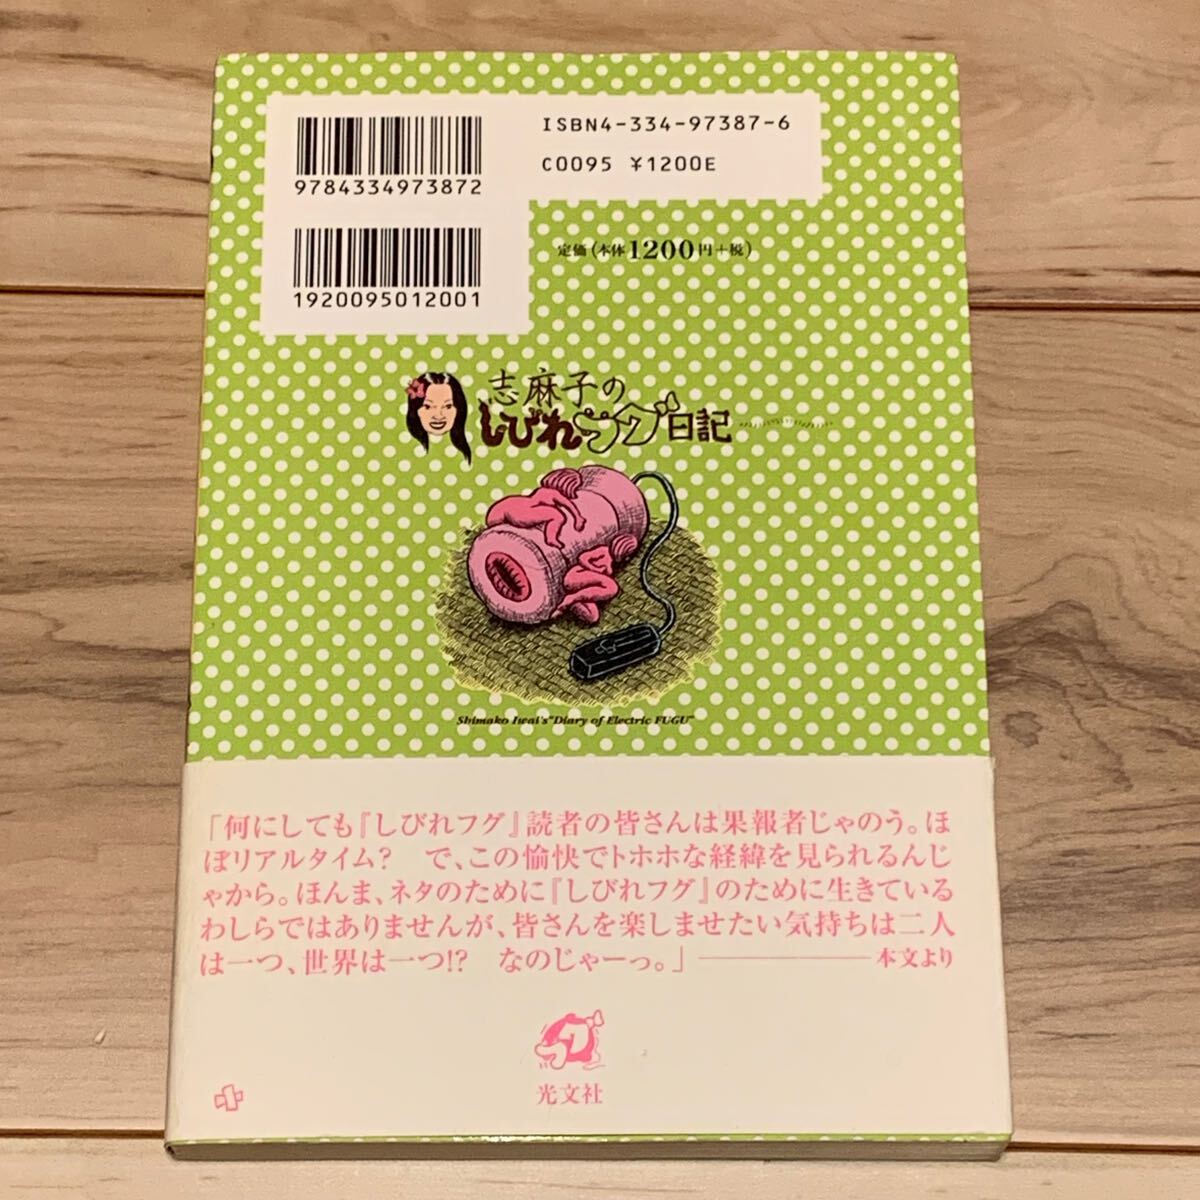 ISBN4-334-97387-6
C0095 ¥1200E
9784334973872
定価(本体1200円+税)
1920095012001
志麻子の
しびれフグ日記
Shimako Iwai's"Diary of Electric FUGU"
「何にしても『しびれフグ』読者の皆さんは果報者じゃのう。ほ
ぼリアルタイム?　で、この愉快でトホホな経緯を見られるんじ
ゃから。ほんま、ネタのために『しびれフグ』のために生きている
わしらではありませんが、皆さんを楽しませたい気持ちは二人
は一つ、世界は一つ!?　なのじゃーっ。」――――本文より
光文社